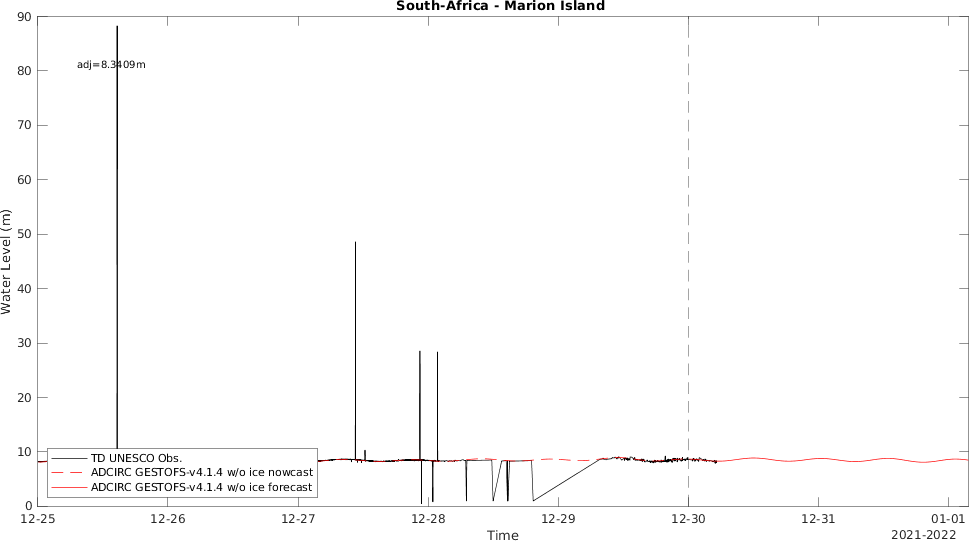 South-Africa - Marion Island
90
80
70
60
50
40
30
20
10
0
Water Level (m)
adj=8.3409m
TD UNESCO Obs.
ADCIRC GESTOFS-v4.1.4 w/o ice nowcast
ADCIRC GESTOFS-v4.1.4 w/o ice forecast
12-25
12-26
12-27
12-28
12-29
12-30
12-31
01-01
Time
2021-2022